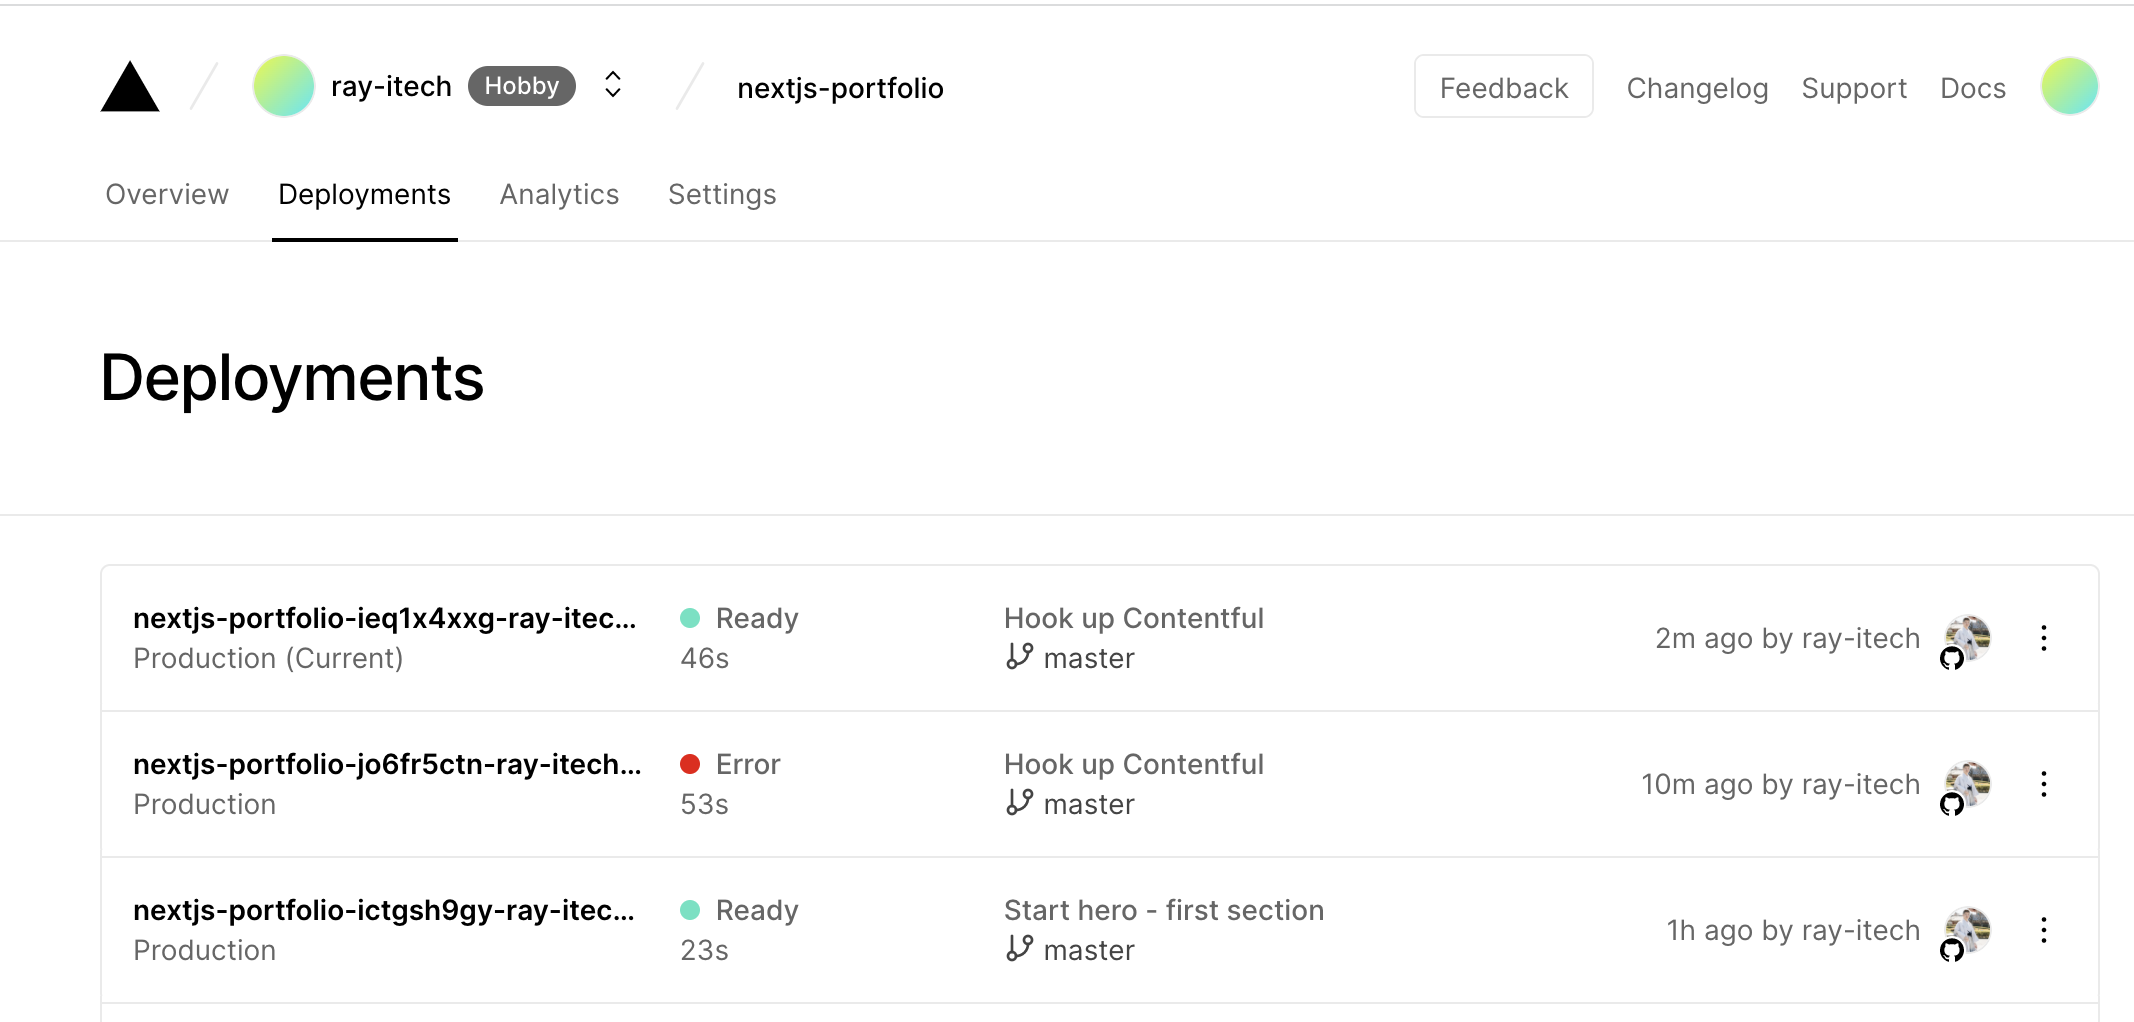 ray-itech Hobby nextjs-portfolio Feedback Changelog Support Docs
Overview Deployments Analytics Settings
Deployments
nextjs-portfolio-ieq1x4xxg-ray-itec... Ready Hook up Contentful
Production (Current) 46s master
2m ago by ray-itech
nextjs-portfolio-jo6fr5ctn-ray-itech... Error Hook up Contentful
Production 53s master
10m ago by ray-itech
nextjs-portfolio-ictgsh9gy-ray-itec... Ready Start hero - first section
Production 23s master
1h ago by ray-itech